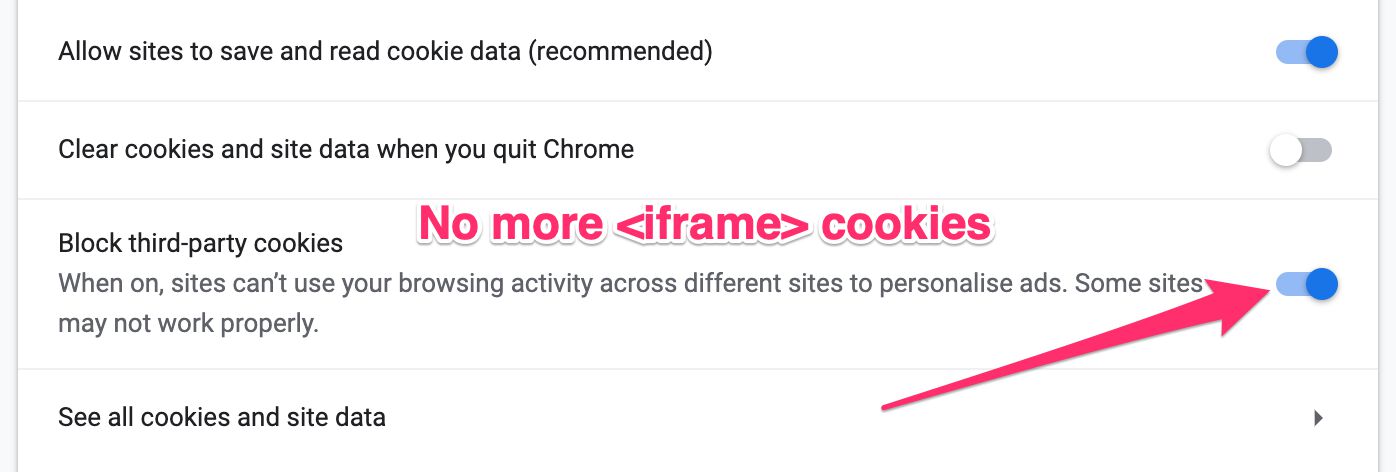 Allow sites to save and read cookie data (recommended)
Clear cookies and site data when you quit Chrome
No more <iframe> cookies
Block third-party cookies
When on, sites can’t use your browsing activity across different sites to personalise ads. Some sites
may not work properly.
See all cookies and site data